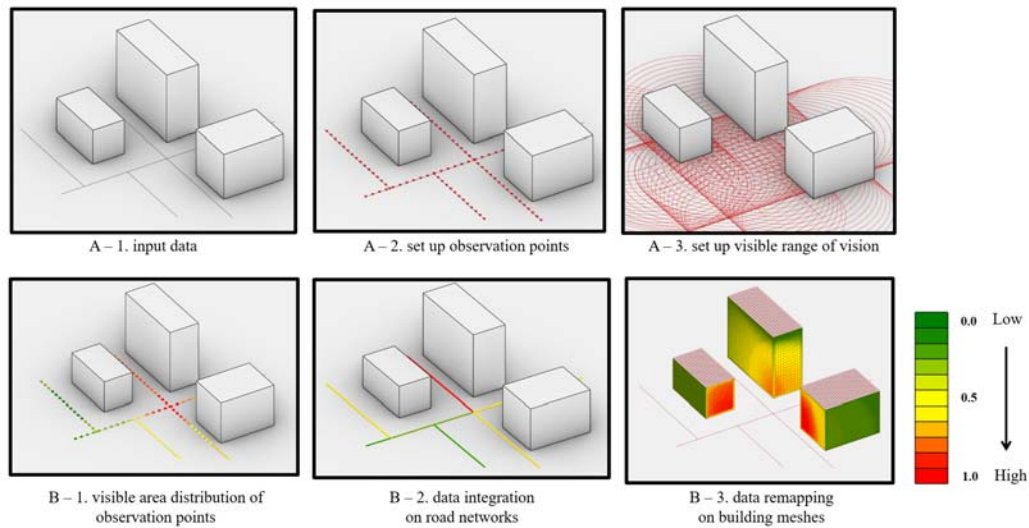 A – 1. input data
A – 2. set up observation points
A – 3. set up visible range of vision
0.0
Low
0.5
1.0
High
B – 1. visible area distribution of
observation points
B – 2. data integration
on road networks
B – 3. data remapping
on building meshes